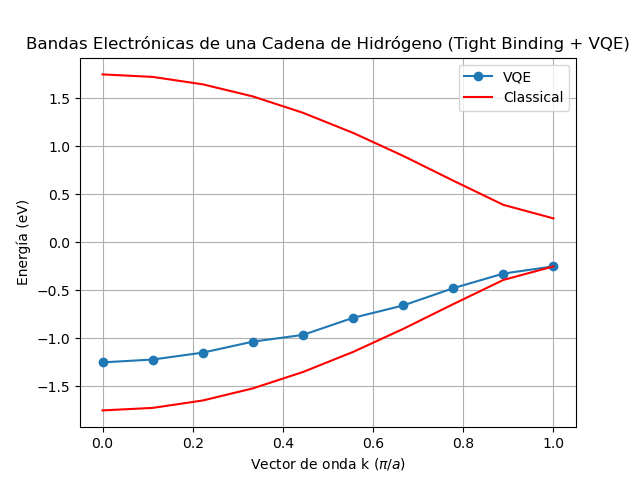 Bandas Electrónicas de una Cadena de Hidrógeno (Tight Binding + VQE)
VQE
Classical
Energía (eV)
1.5
1.0
0.5
0.0
−0.5
−1.0
−1.5
0.0 0.2 0.4 0.6 0.8 1.0
Vector de onda k (π/a)